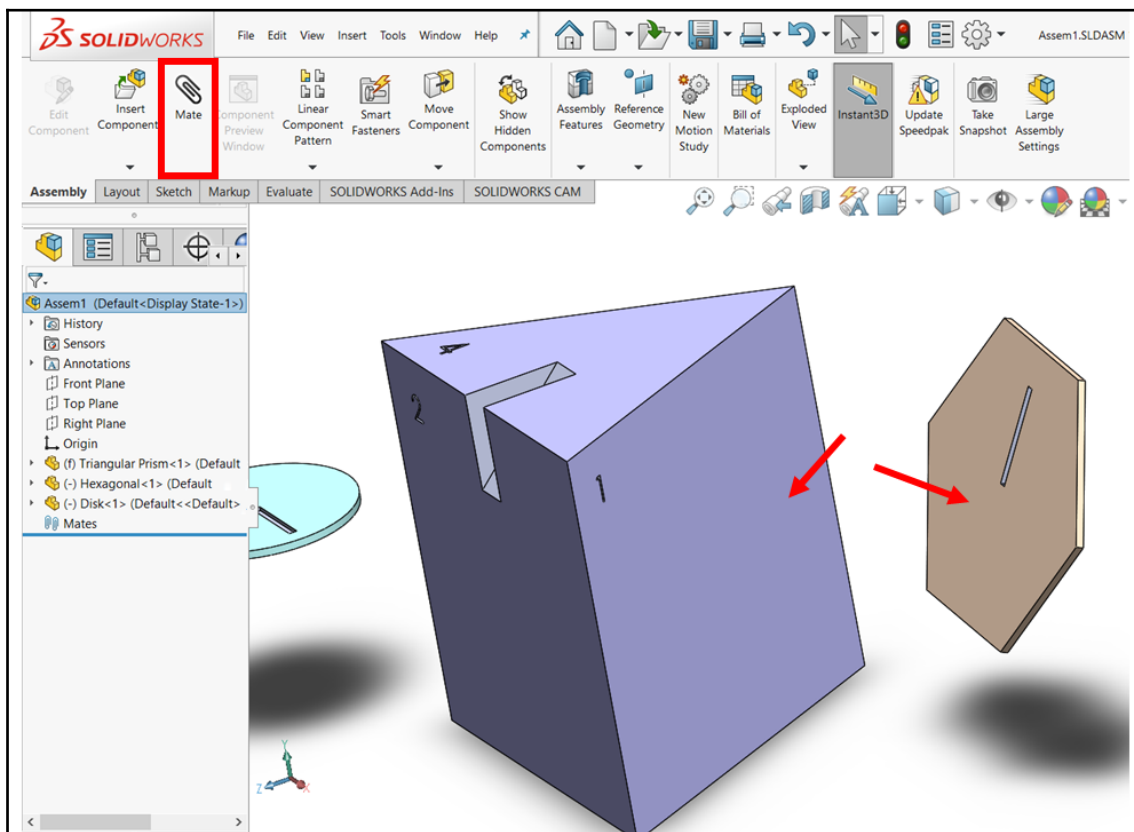 SOLIDWORKS File Edit View Insert Tools Window Help Assem1.SLDASM
Edit Component
Insert Component
Mate
Component Preview Window
Linear Component Pattern
Smart Fasteners
Move Component
Show Hidden Components
Assembly Features
Reference Geometry
New Motion Study
Bill of Materials
Exploded View
Instant3D
Update Speedpak
Take Snapshot
Large Assembly Settings
Assembly Layout Sketch Markup Evaluate SOLIDWORKS Add-Ins SOLIDWORKS CAM
Assem1 (Default<Display State-1>)
History
Sensors
Annotations
Front Plane
Top Plane
Right Plane
Origin
(f) Triangular Prism<1> (Default
(-) Hexagonal<1> (Default
(-) Disk<1> (Default<<Default>
Mates
4
2
1
Y
Z X